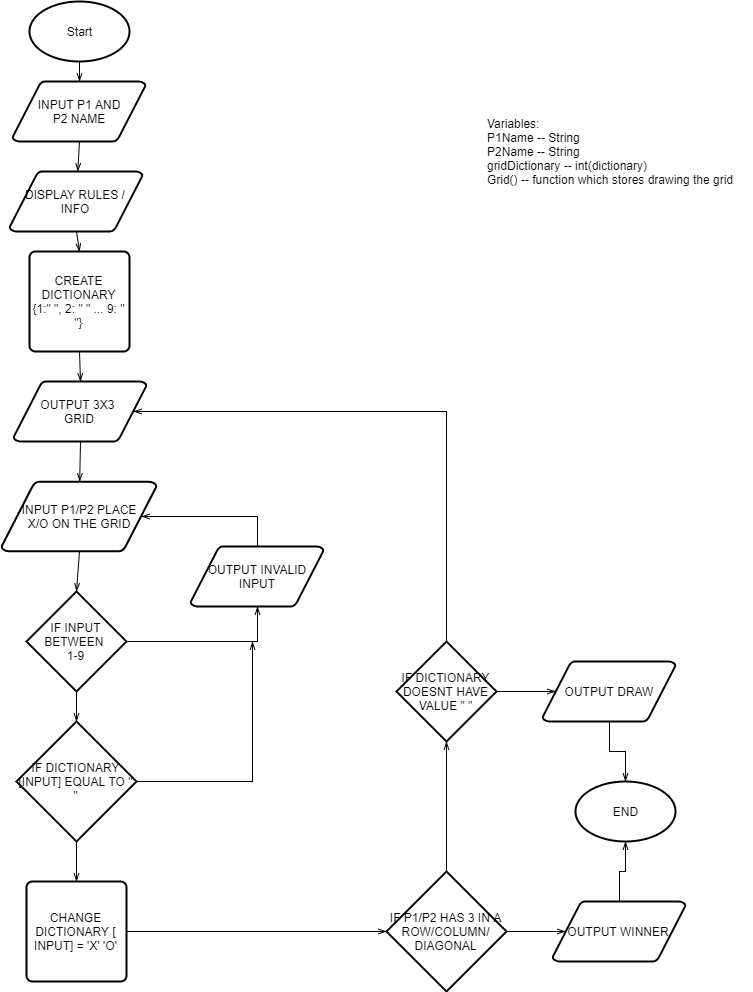 Start
INPUT P1 AND
P2 NAME
Variables:
P1Name -- String
P2Name -- String
gridDictionary -- int(dictionary)
Grid() -- function which stores drawing the grid
DISPLAY RULES /
INFO
CREATE
DICTIONARY
{1:" ", 2: " " ... 9: "
"}
OUTPUT 3X3
GRID
INPUT P1/P2 PLACE
X/O ON THE GRID
OUTPUT INVALID
INPUT
IF INPUT
BETWEEN
1-9
IF DICTIONARY
DOESNT HAVE
VALUE " "
OUTPUT DRAW
IF DICTIONARY
[INPUT] EQUAL TO "
"
END
CHANGE
DICTIONARY [
INPUT] = 'X' 'O'
IF P1/P2 HAS 3 IN A
ROW/COLUMN/
DIAGONAL
OUTPUT WINNER